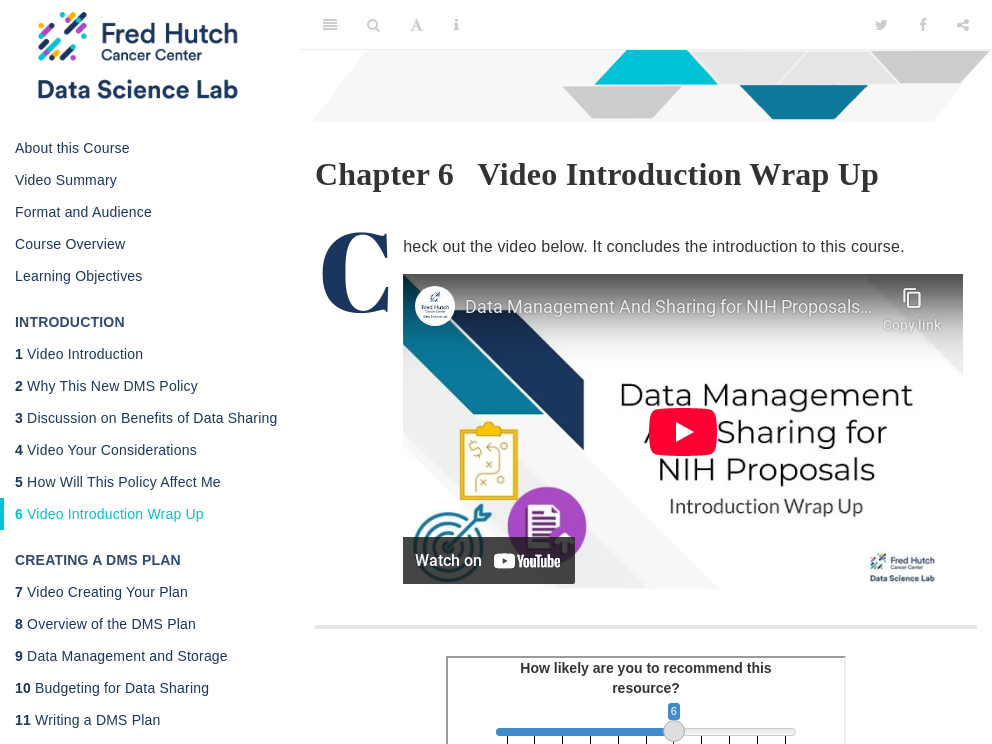 Fred Hutch
Cancer Center
Data Science Lab
About this Course
Video Summary
Format and Audience
Course Overview
Learning Objectives
INTRODUCTION
1 Video Introduction
2 Why This New DMS Policy
3 Discussion on Benefits of Data Sharing
4 Video Your Considerations
5 How Will This Policy Affect Me
6 Video Introduction Wrap Up
CREATING A DMS PLAN
7 Video Creating Your Plan
8 Overview of the DMS Plan
9 Data Management and Storage
10 Budgeting for Data Sharing
11 Writing a DMS Plan
Chapter 6 Video Introduction Wrap Up
Check out the video below. It concludes the introduction to this course.
Fred Hutch
Cancer Center
Data Science Lab
Data Management And Sharing for NIH Proposals...
Copy link
Data Management
Sharing for
NIH Proposals
Introduction Wrap Up
Watch on YouTube
Fred Hutch
Cancer Center
Data Science Lab
How likely are you to recommend this
resource?
6